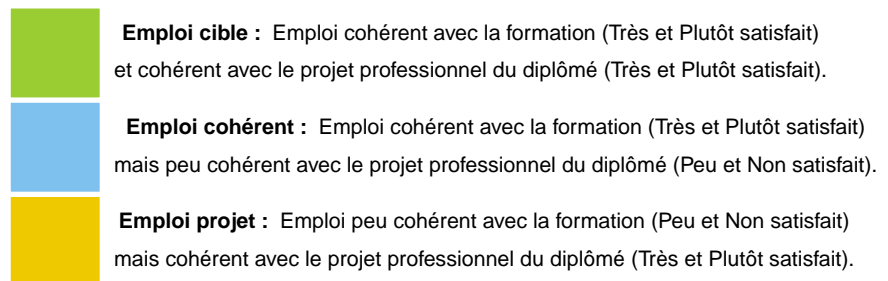 Emploi cible : Emploi cohérent avec la formation (Très et Plutôt satisfait)
et cohérent avec le projet professionnel du diplômé (Très et Plutôt satisfait).
Emploi cohérent : Emploi cohérent avec la formation (Très et Plutôt satisfait)
mais peu cohérent avec le projet professionnel du diplômé (Peu et Non satisfait).
Emploi projet : Emploi peu cohérent avec la formation (Peu et Non satisfait)
mais cohérent avec le projet professionnel du diplômé (Très et Plutôt satisfait).